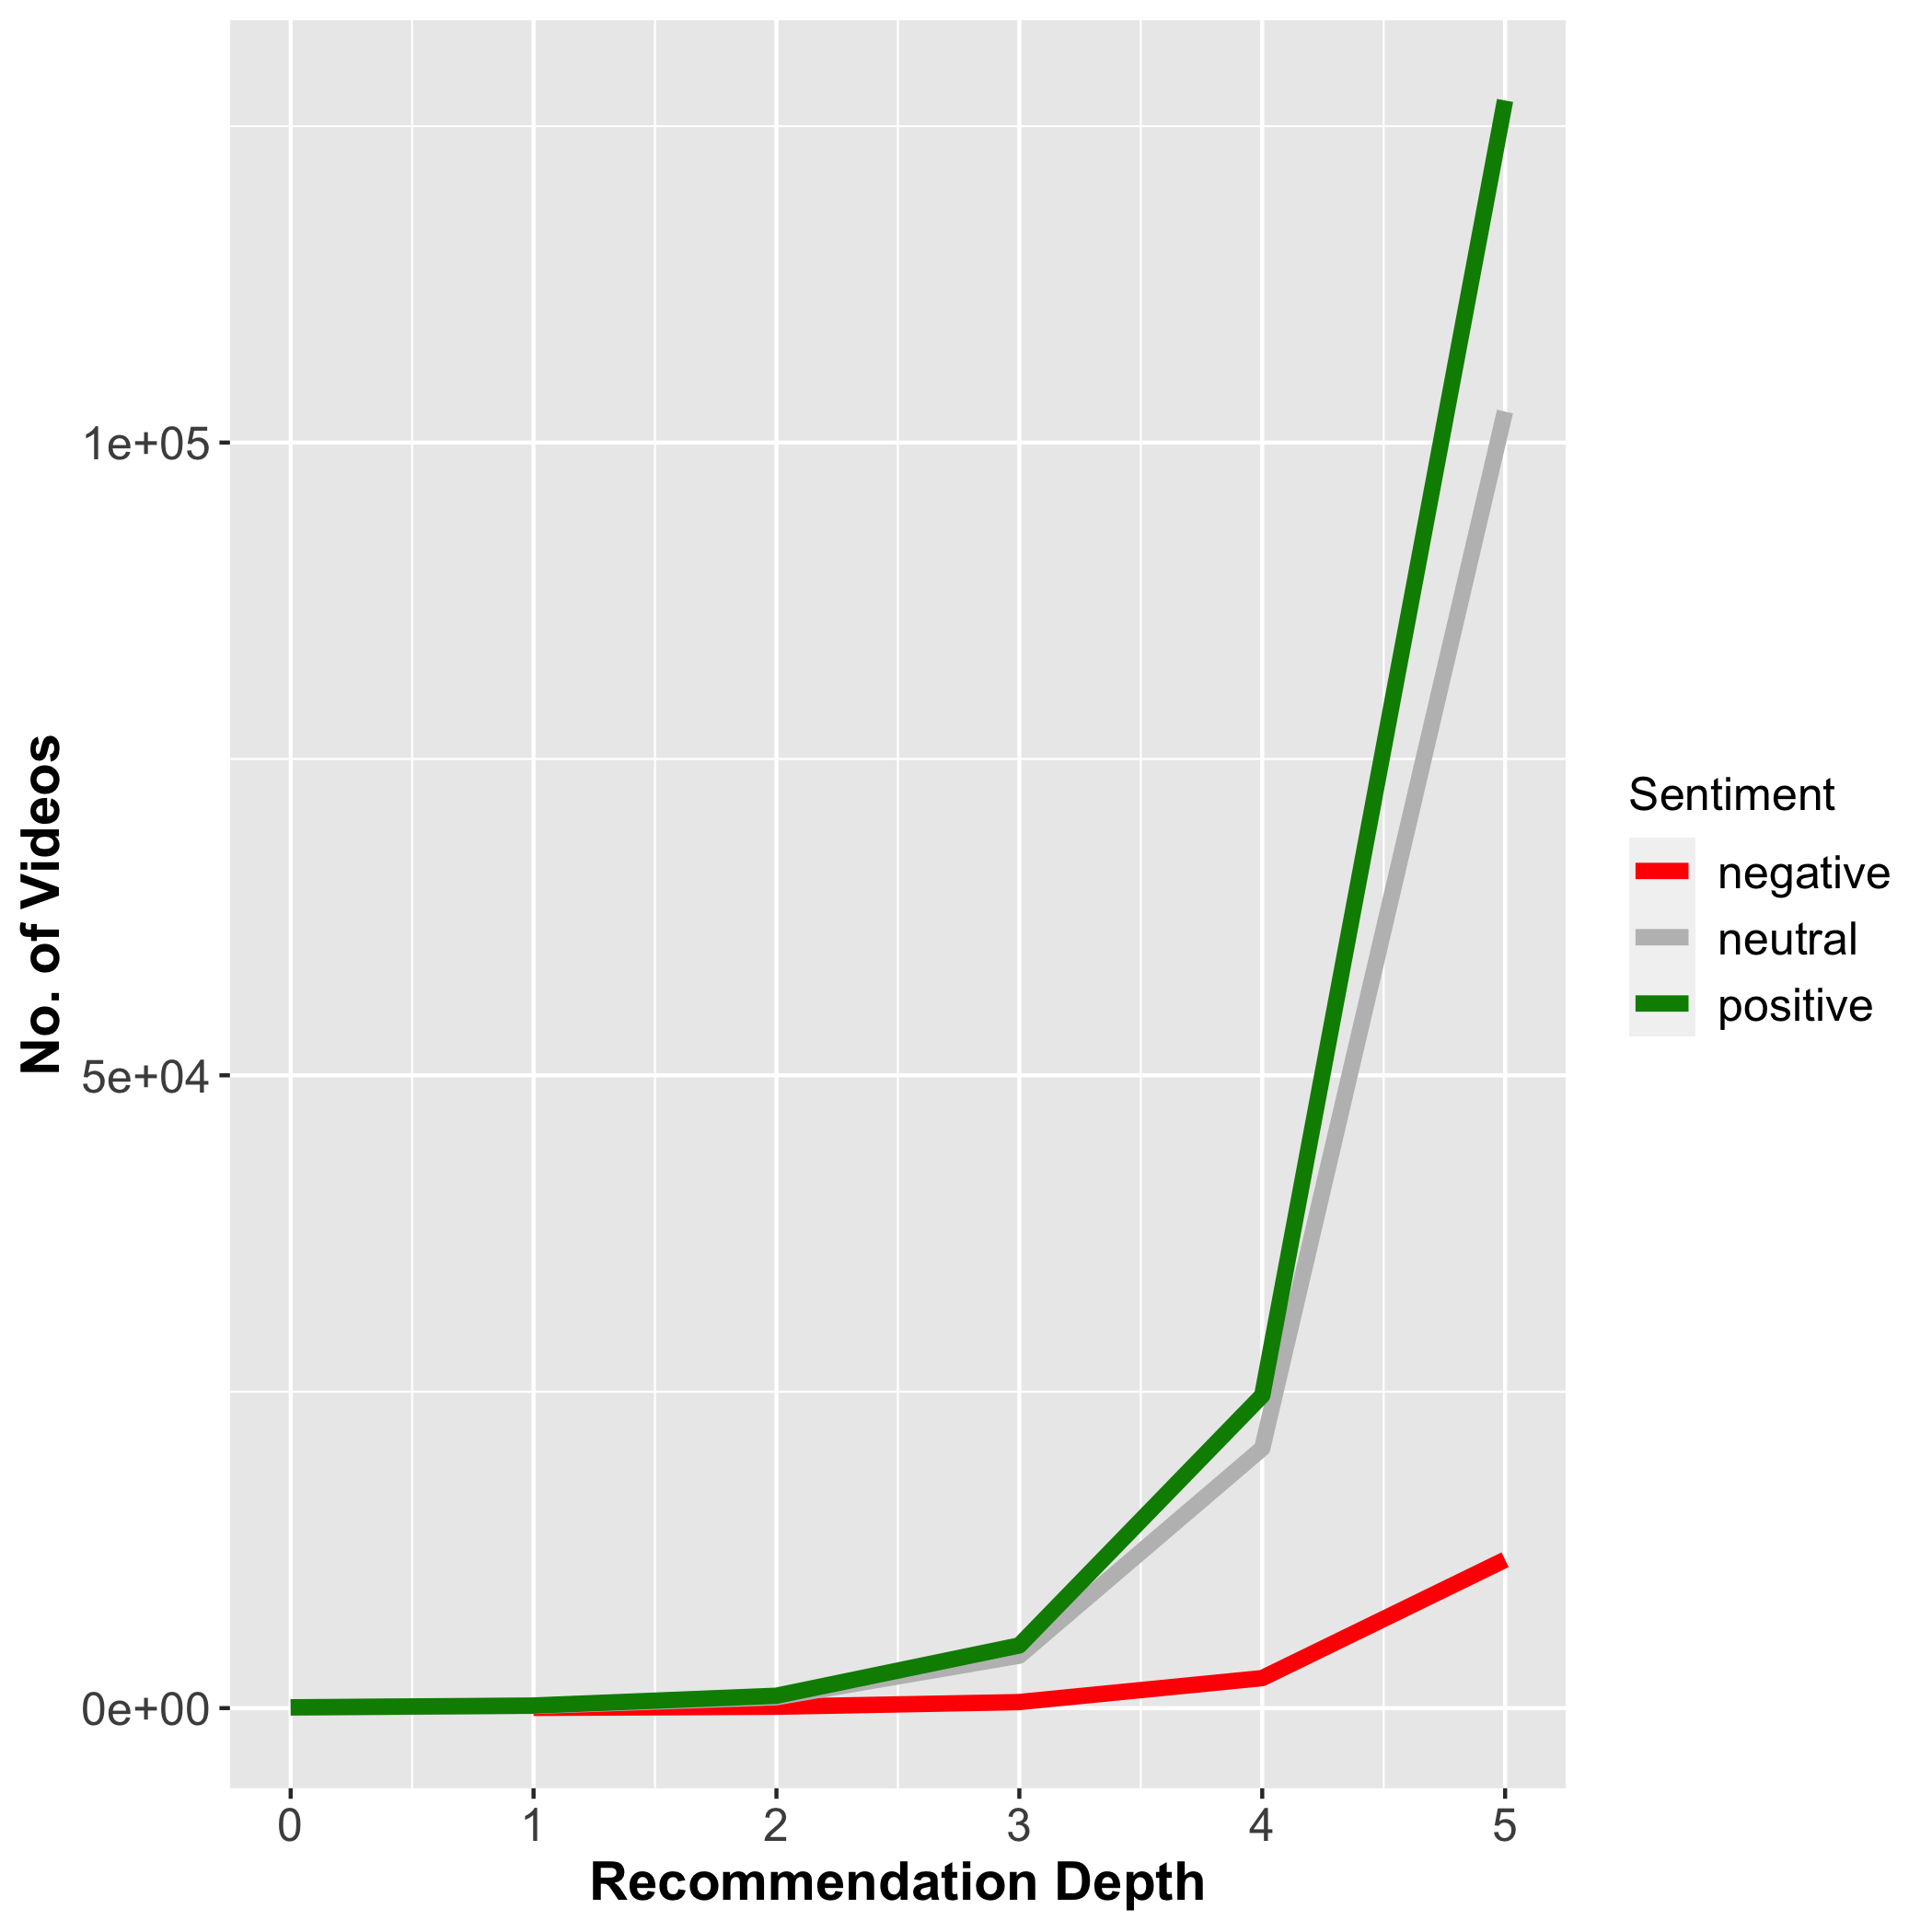 No. of Videos
1e+05
5e+04
0e+00
0 1 2 3 4 5
Recommendation Depth
Sentiment
negative
neutral
positive